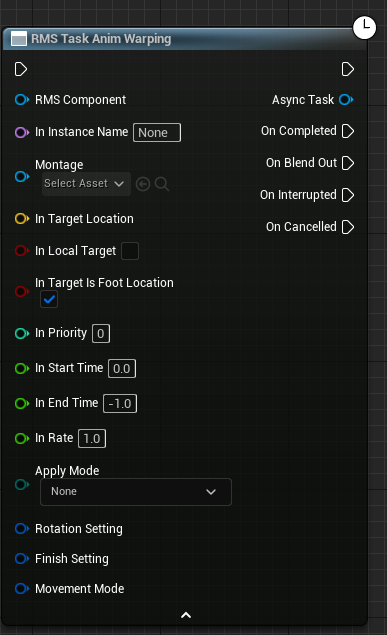 RMS Task Anim Warping
RMS Component
Async Task
In Instance Name None
On Completed
Montage
Select Asset
On Blend Out
On Interrupted
In Target Location
On Cancelled
In Local Target
In Target Is Foot Location
In Priority 0
In Start Time 0.0
In End Time -1.0
In Rate 1.0
Apply Mode
None
Rotation Setting
Finish Setting
Movement Mode